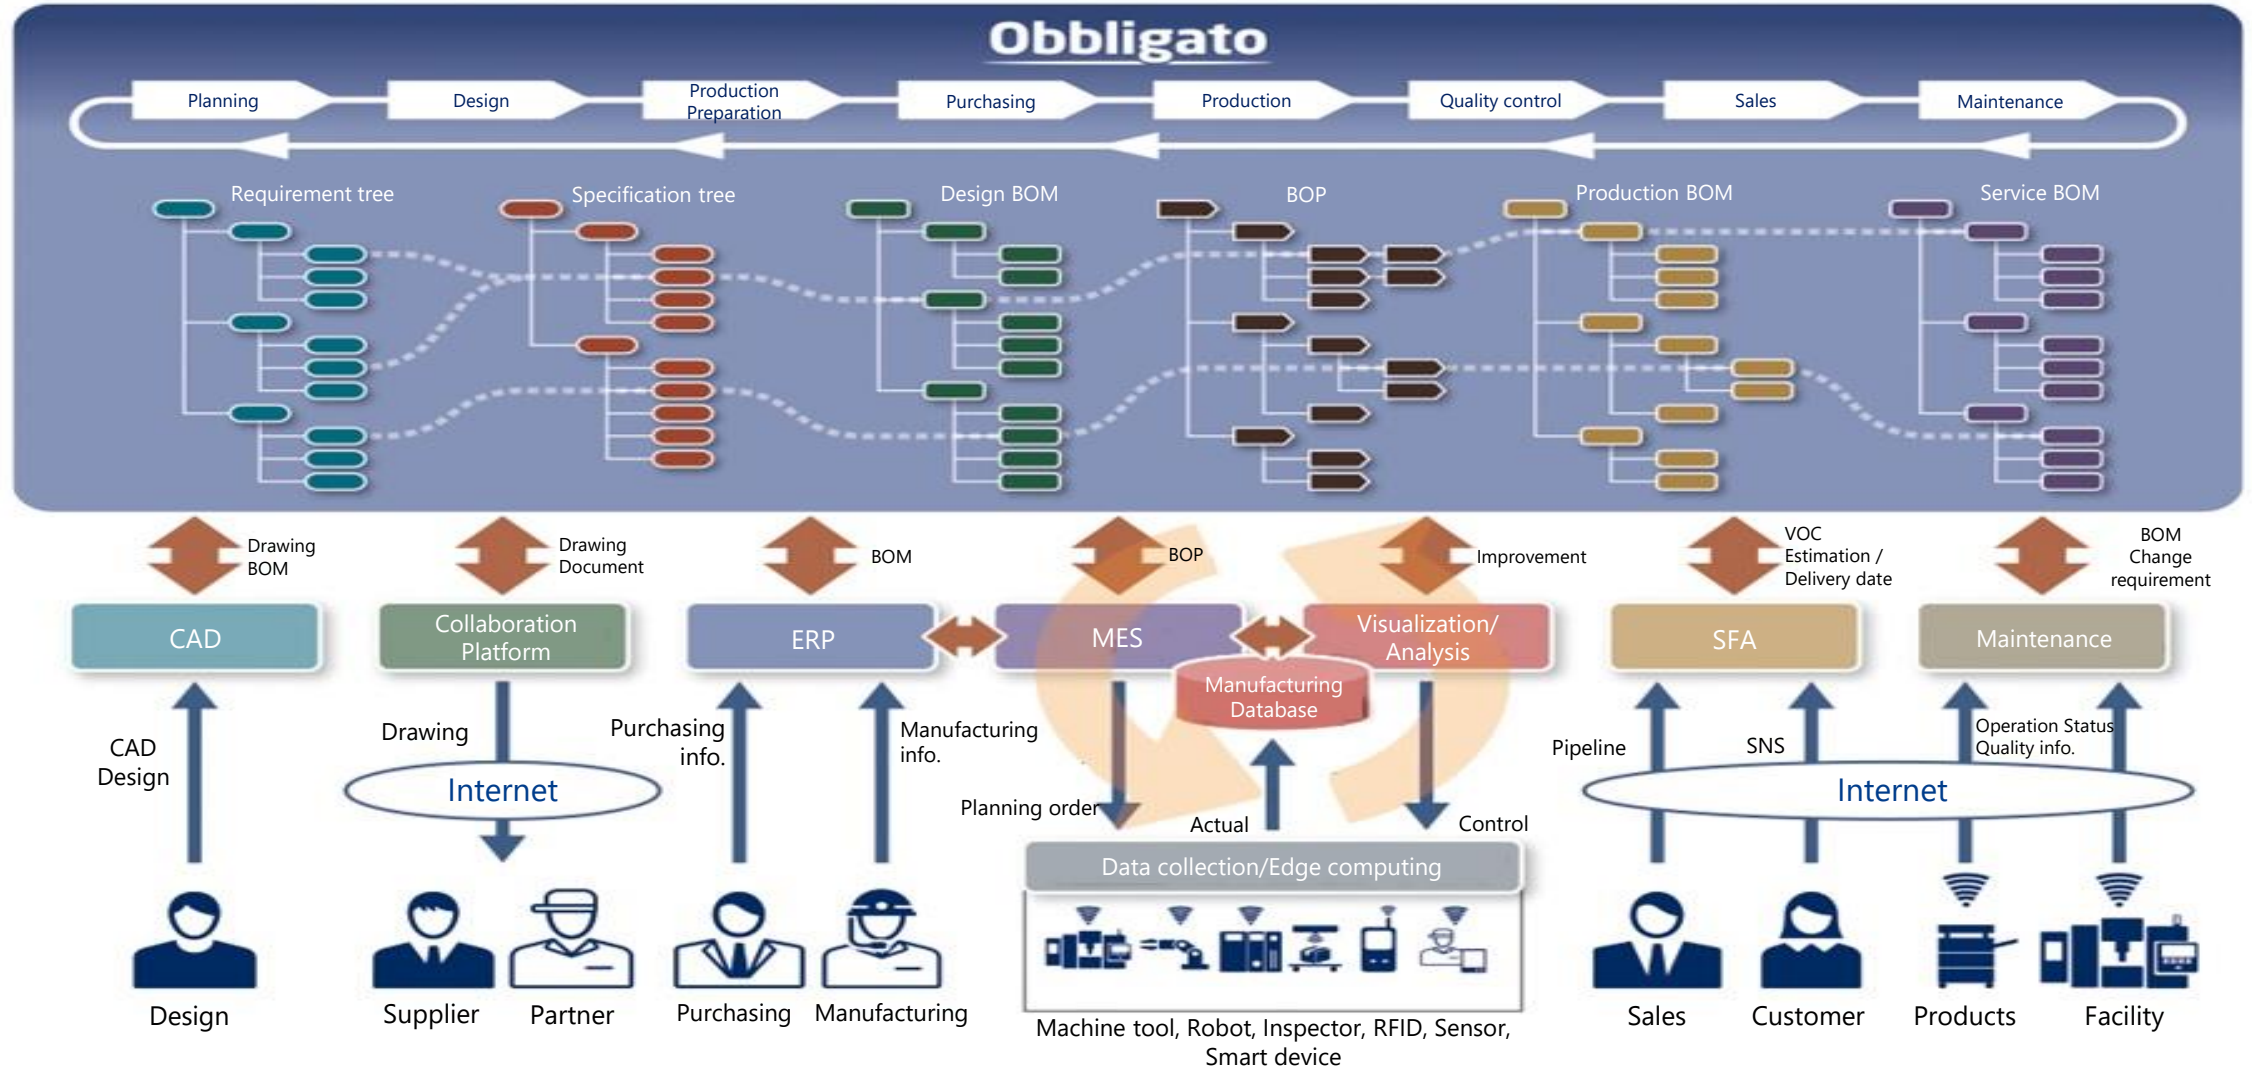 Obbligato
Planning
Design
Production
Preparation
Purchasing
Production
Quality control
Sales
Maintenance
Requirement tree
Specification tree
Design BOM
BOP
Production BOM
Service BOM
Drawing
BOM
Drawing
Document
BOM
BOP
Improvement
VOC
Estimation /
Delivery date
BOM
Change
requirement
CAD
Collaboration
Platform
ERP
MES
Visualization/
Analysis
SFA
Maintenance
Manufacturing
Database
CAD
Design
Drawing
Internet
Purchasing
info.
Manufacturing
info.
Planning order
Actual
Control
Pipeline
SNS
Operation Status
Quality info.
Internet
Data collection/Edge computing
Design
Supplier
Partner
Purchasing
Manufacturing
Machine tool, Robot, Inspector, RFID, Sensor,
Smart device
Sales
Customer
Products
Facility